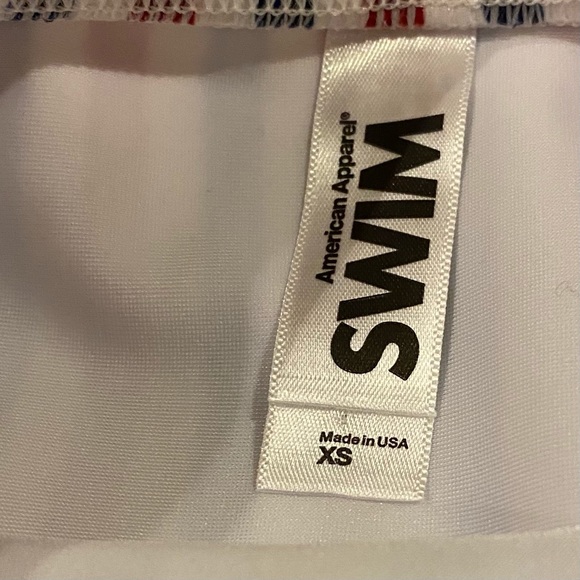 American Apparel®
SWIM
Made in USA
XS